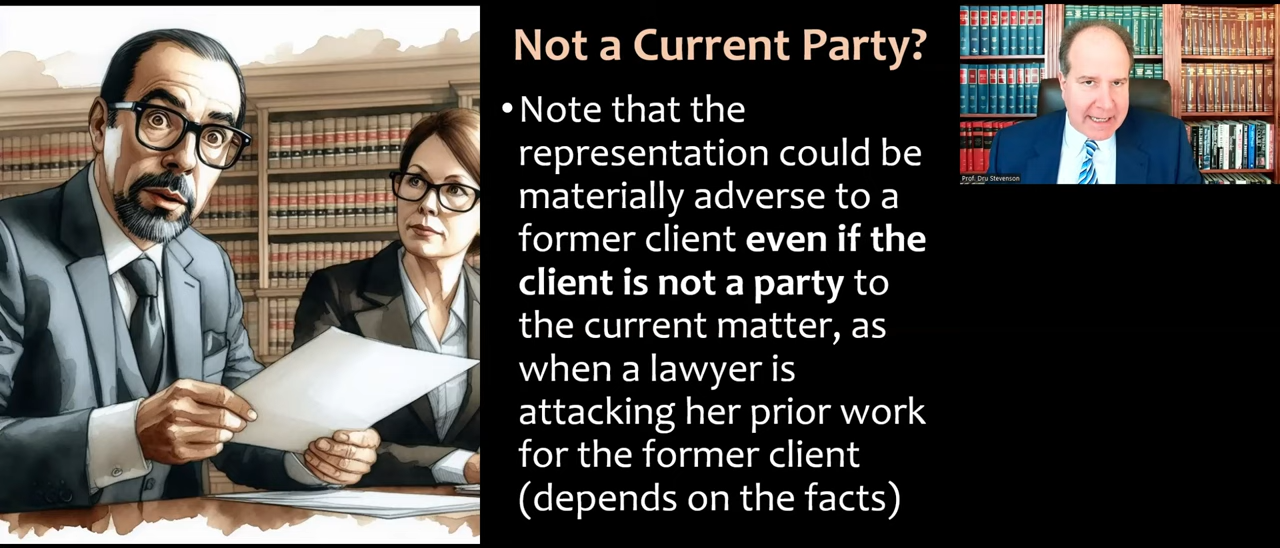 Not a Current Party?
• Note that the
representation could be
materially adverse to a
former client even if the
client is not a party to
the current matter, as
when a lawyer is
attacking her prior work
for the former client
(depends on the facts)
Prof. Dru Stevenson